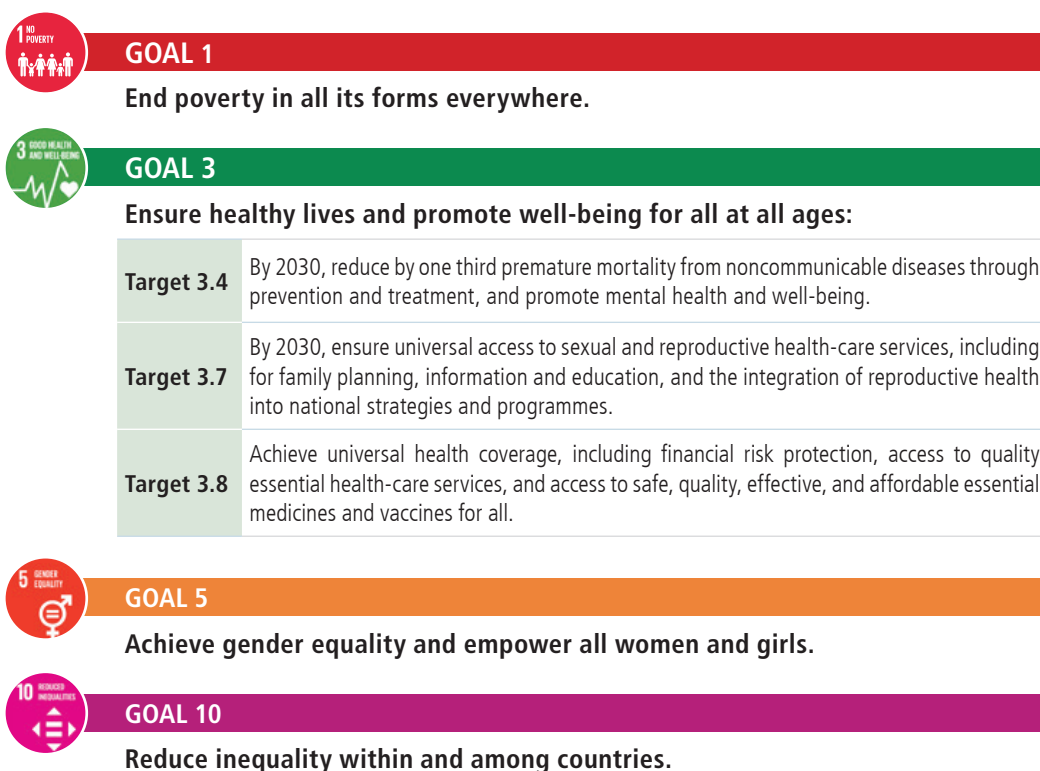 1 NO
POVERTY
GOAL 1
End poverty in all its forms everywhere.
3 GOOD HEALTH
AND WELL-BEING
GOAL 3
Ensure healthy lives and promote well-being for all at all ages:
Target 3.4
By 2030, reduce by one third premature mortality from noncommunicable diseases through
prevention and treatment, and promote mental health and well-being.
Target 3.7
By 2030, ensure universal access to sexual and reproductive health-care services, including
for family planning, information and education, and the integration of reproductive health
into national strategies and programmes.
Target 3.8
Achieve universal health coverage, including financial risk protection, access to quality
essential health-care services, and access to safe, quality, effective, and affordable essential
medicines and vaccines for all.
5 GENDER
EQUALITY
GOAL 5
Achieve gender equality and empower all women and girls.
10 REDUCED
INEQUALITIES
GOAL 10
Reduce inequality within and among countries.